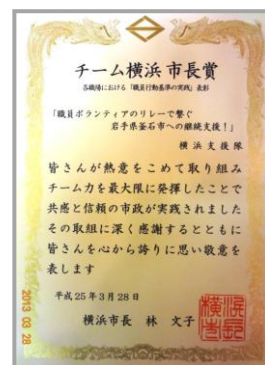 チーム横浜 市長賞
各職場における「職員行動基準の実践」表彰
「職員ボランティアのリレーで繋ぐ
岩手県釜石市への継続支援！」
横浜支援隊
皆さんが熱意をこめて取り組み
チーム力を最大限に発揮したことで
共感と信頼の市政が実践されました
その取組に深く感謝するとともに
皆さんを心から誇りに思い敬意を
表します
平成25年3月28日
横浜市長 林 文子
2013 03 28